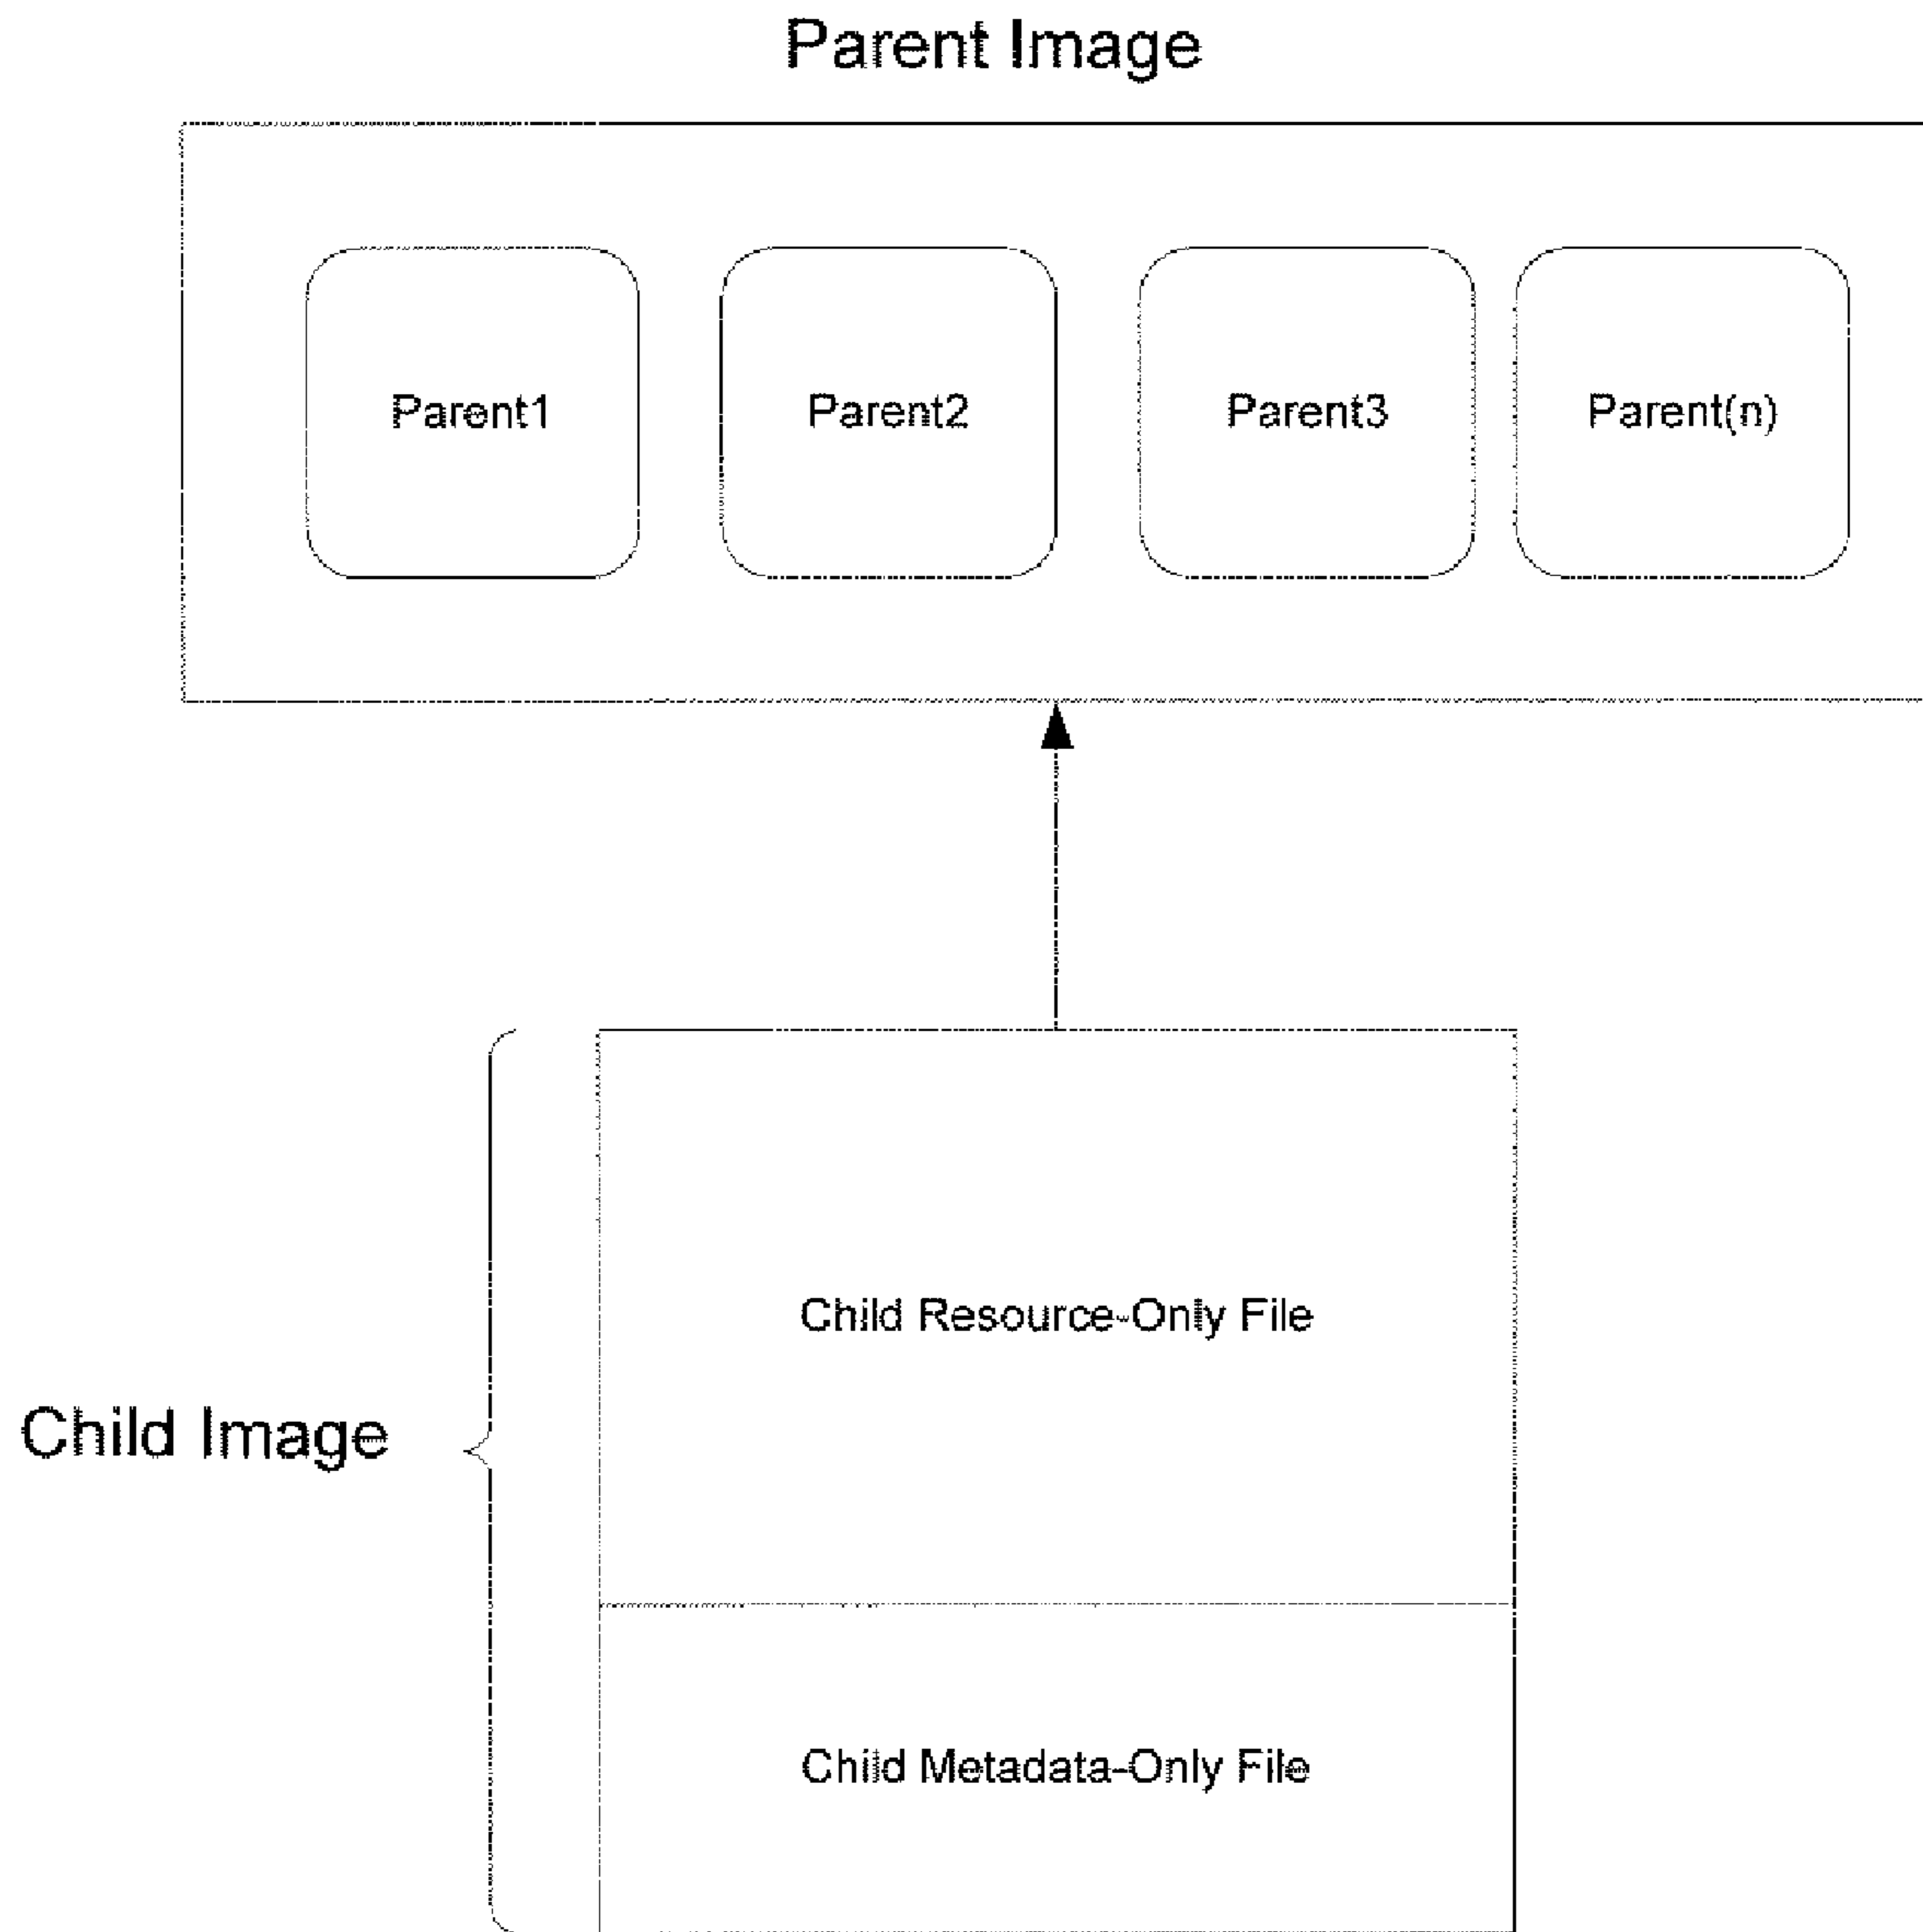 Parent Image
Parent1
Parent2
Parent3
Parent(n)
Child Resource-Only File
Child Image
Child Metadata-Only File